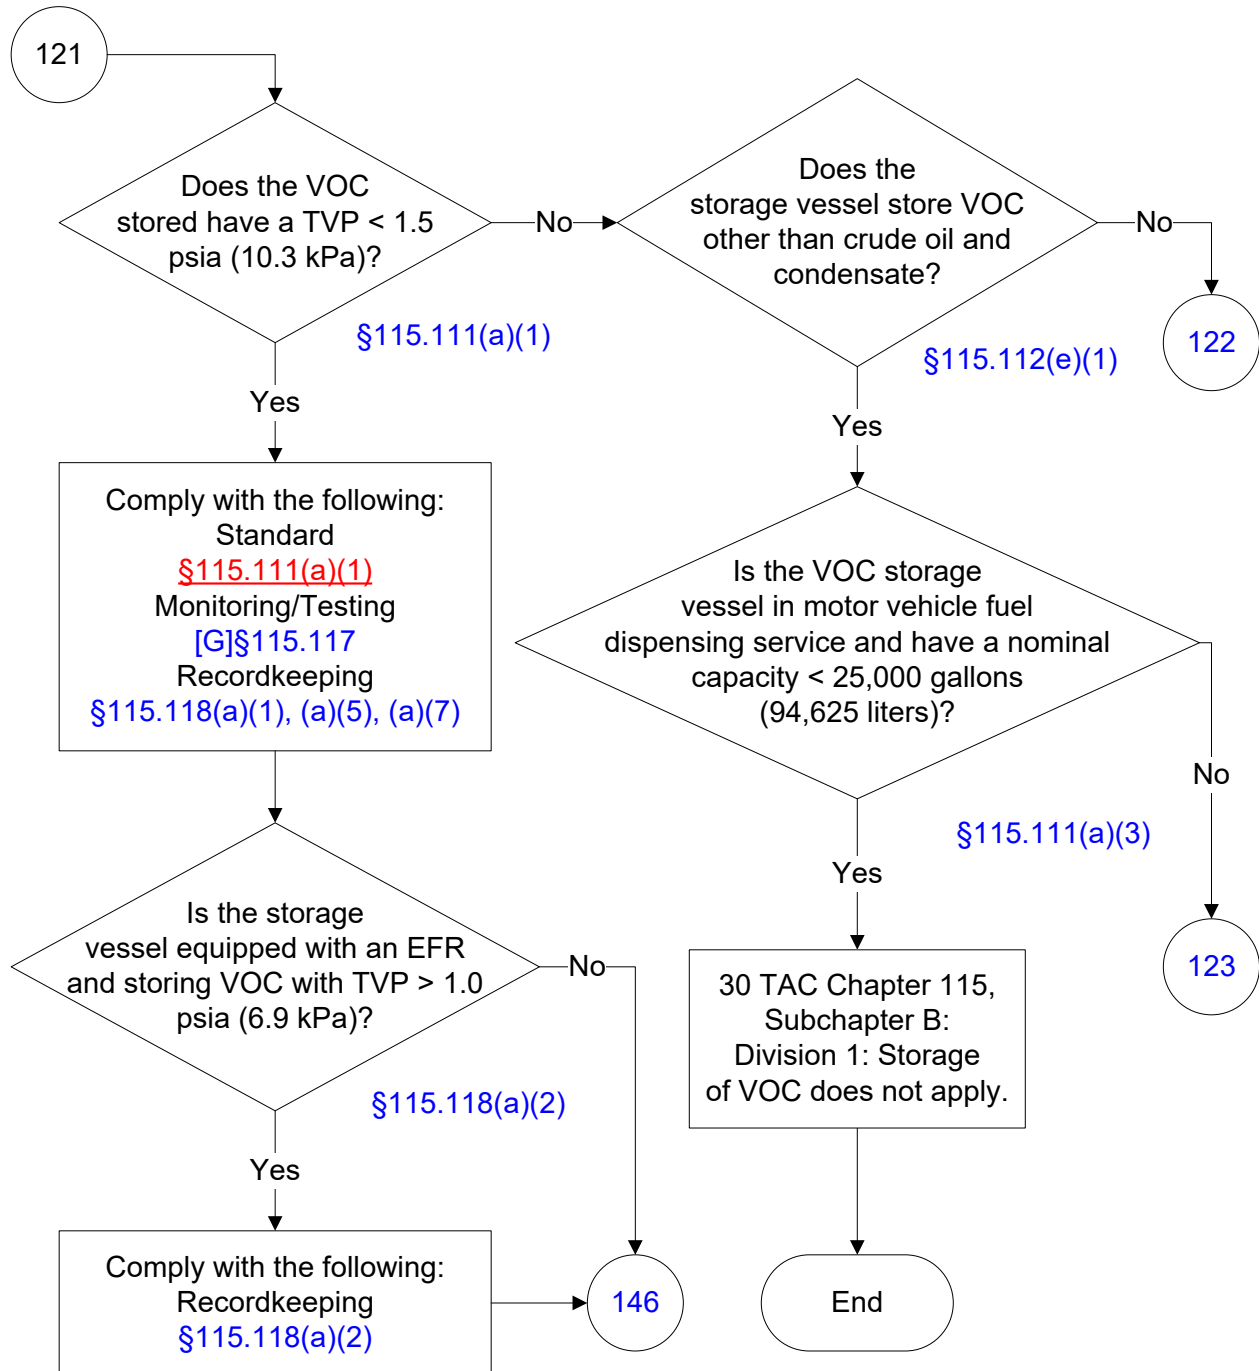 121
Does the VOC
stored have a TVP < 1.5
psia (10.3 kPa)?
No
§115.111(a)(1)
Yes
Comply with the following:
Standard
§115.111(a)(1)
Monitoring/Testing
[G]§115.117
Recordkeeping
§115.118(a)(1), (a)(5), (a)(7)
Is the storage
vessel equipped with an EFR
and storing VOC with TVP > 1.0
psia (6.9 kPa)?
No
§115.118(a)(2)
Yes
Comply with the following:
Recordkeeping
§115.118(a)(2)
146
Does the
storage vessel store VOC
other than crude oil and
condensate?
No
122
§115.112(e)(1)
Yes
Is the VOC storage
vessel in motor vehicle fuel
dispensing service and have a nominal
capacity < 25,000 gallons
(94,625 liters)?
No
§115.111(a)(3)
123
Yes
30 TAC Chapter 115,
Subchapter B:
Division 1: Storage
of VOC does not apply.
End